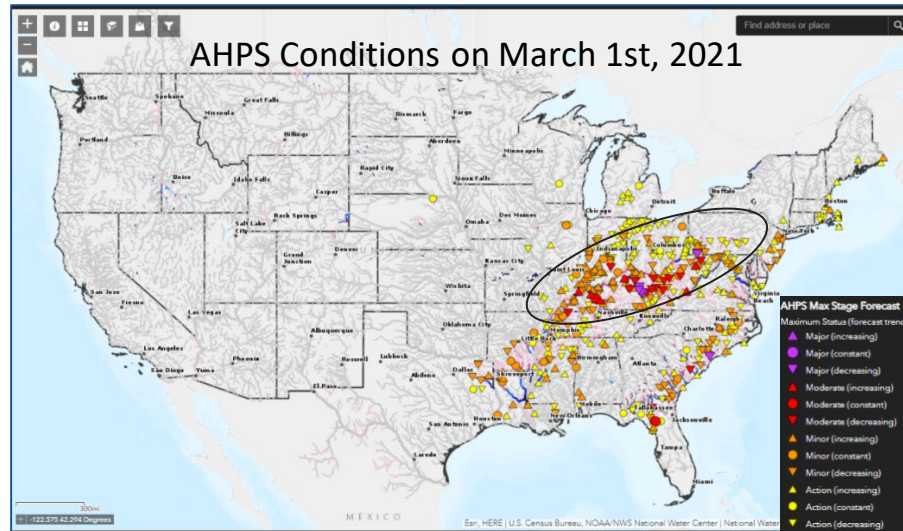 Find address or place
AHPS Conditions on March 1st, 2021
Seattle
Spokane
Great Falls
Missoula
Portland
Billings
Bismarck
Fargo
Aberdeen
Minneapolis
Boise
Idaho Falls
Rapid City
Sioux Falls
Casper
Buffalo
Boston
Detroit
Chicago
Rock Springs
Salt Lake
City
Omaha
Des Moines
New York
Denver
Grand
Junction
Indianapolis
Columbus
Kansas City
Saint Louis
Wichita
Springfield
Virginia
Beach
San Jose
Fresno
Las Vegas
Nashville
Knoxville
Raleigh
Oklahoma City
Charlotte
Memphis
Little Rock
Los Angeles
Albuquerque
Phoenix
San Diego
Yuma
Tucson
Roswell
Lubbock
Birmingham
Atlanta
El Paso
Abilene
Dallas
Shreveport
Mobile
Tallahassee
Jacksonville
San Antonio
Houston
New Orleans
Tampa
Laredo
Miami
MÉXICO
AHPS Max Stage Forecast
Maximum Status (forecast trend
Major (increasing)
Major (constant)
Major (decreasing)
Moderate (increasing)
Moderate (constant)
Moderate (decreasing)
Minor (increasing)
Minor (constant)
Minor (decreasing)
Action (increasing)
Action (constant)
Action (decreasing)
300mi
-122.575 42.294 Degrees
Esri, HERE | U.S. Census Bureau, NOAA/NWS National Water Center | National Water